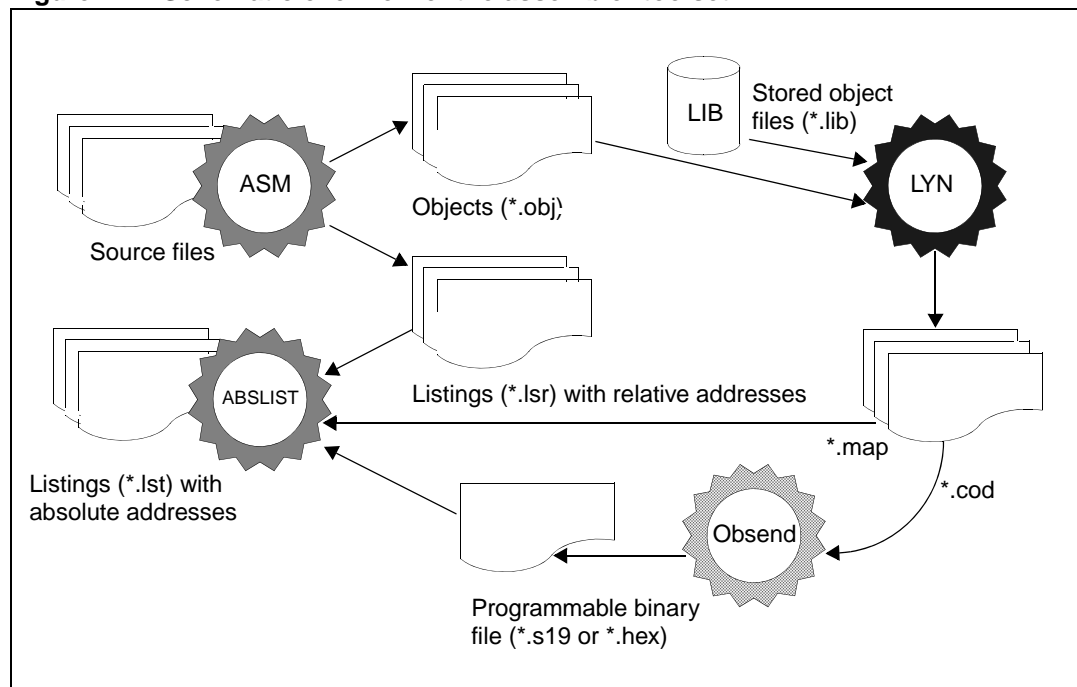 LIB
Stored object
files (*.lib)
ASM
LYN
Objects (*.obj)
Source files
ABSLIST
Listings (*.lsr) with relative addresses
*.map
Listings (*.lst) with
absolute addresses
*.cod
Obsend
Programmable binary
file (*.s19 or *.hex)